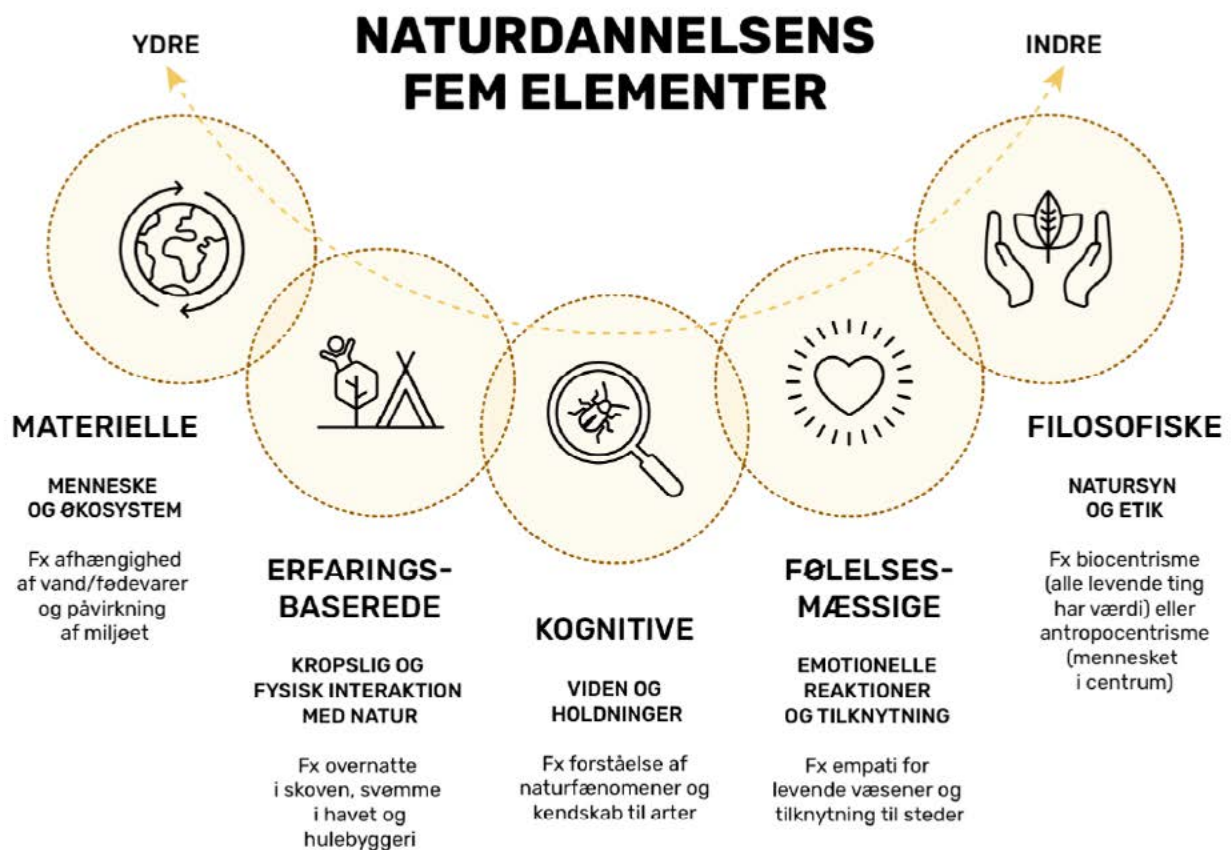 NATURDANNELSENS
FEM ELEMENTER
YDRE
INDRE
MATERIELLE
MENNESKE
OG ØKOSYSTEM
Fx afhængighed
af vand/fødevarer
og påvirkning
af miljøet
ERFARINGS-
BASEREDE
KROPSLIG OG
FYSISK INTERAKTION
MED NATUR
Fx overnatte
i skoven, svømme
i havet og
hulebyggeri
KOGNITIVE
VIDEN OG
HOLDNINGER
Fx forståelse af
naturfænomener og
kendskab til arter
FØLELSES-
MÆSSIGE
EMOTIONELLE
REAKTIONER
OG TILKNYTNING
Fx empati for
levende væsener og
tilknytning til steder
FILOSOFISKE
NATURSYN
OG ETIK
Fx biocentrisme
(alle levende ting
har værdi) eller
antropocentrisme
(mennesket
i centrum)